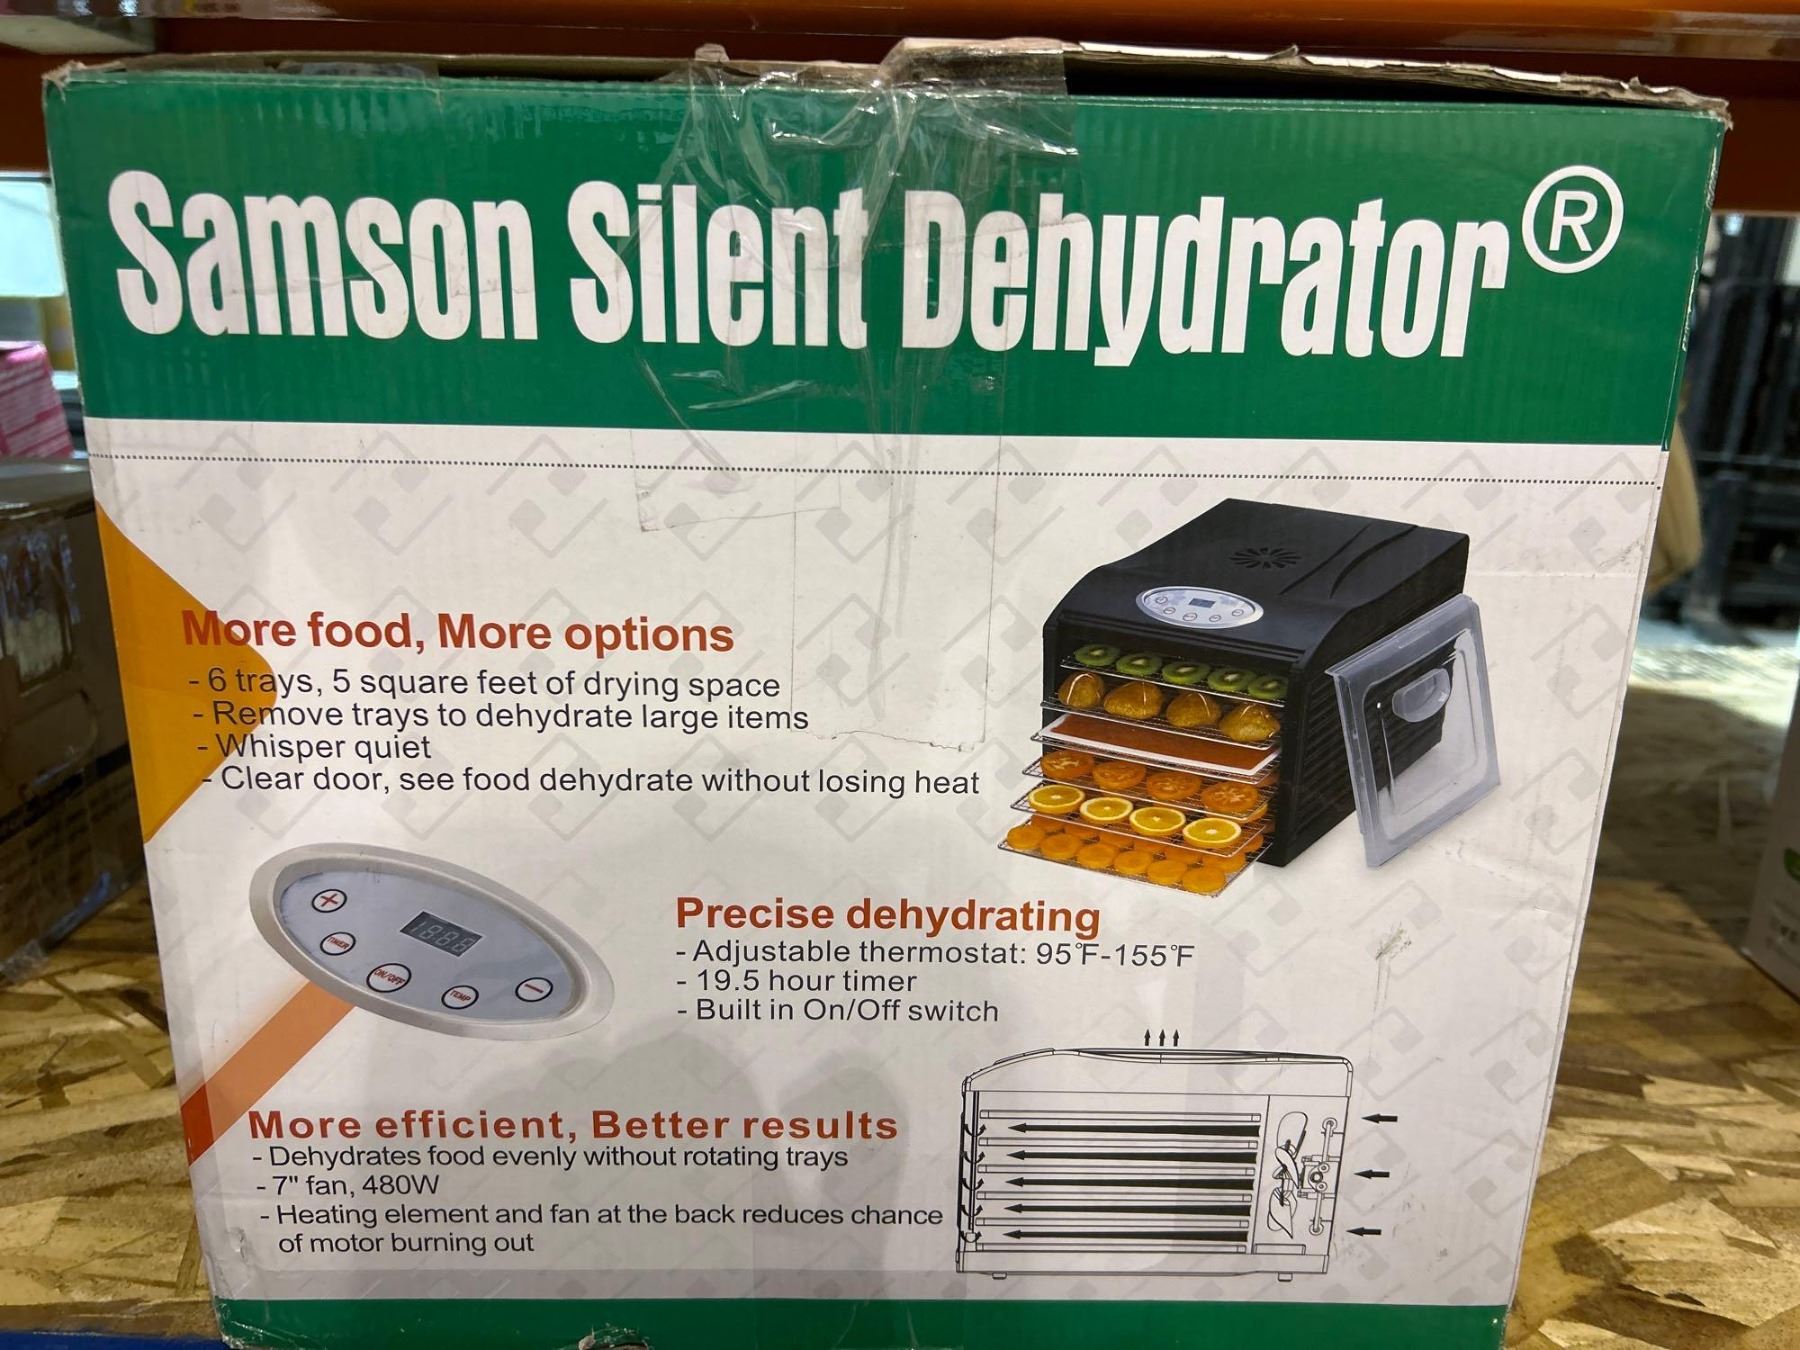 Samson Silent Dehydrator®
More food, More options
- 6 trays, 5 square feet of drying space
- Remove trays to dehydrate large items
- Whisper quiet
- Clear door, see food dehydrate without losing heat
TIMER
ON/OFF
TEMP
Precise dehydrating
- Adjustable thermostat: 95℉-155℉
- 19.5 hour timer
- Built in On/Off switch
More efficient, Better results
- Dehydrates food evenly without rotating trays
- 7" fan, 480W
- Heating element and fan at the back reduces chance
of motor burning out